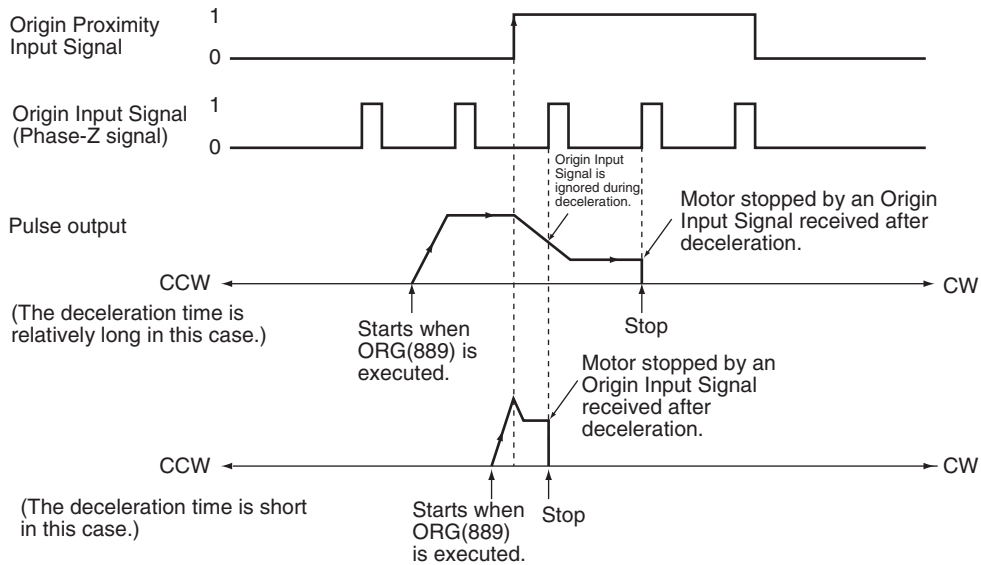 Origin Proximity
Input Signal
1
0
Origin Input Signal
(Phase-Z signal)
1
0
Origin Input
Signal is
ignored during
deceleration.
Motor stopped by an Origin
Input Signal received after
deceleration.
Pulse output
CCW
CW
(The deceleration time is
relatively long in this case.)
Starts when
ORG(889) is
executed.
Stop
Motor stopped by an
Origin Input Signal
received after
deceleration.
CCW
CW
(The deceleration time is short
in this case.)
Starts when
ORG(889)
is executed.
Stop